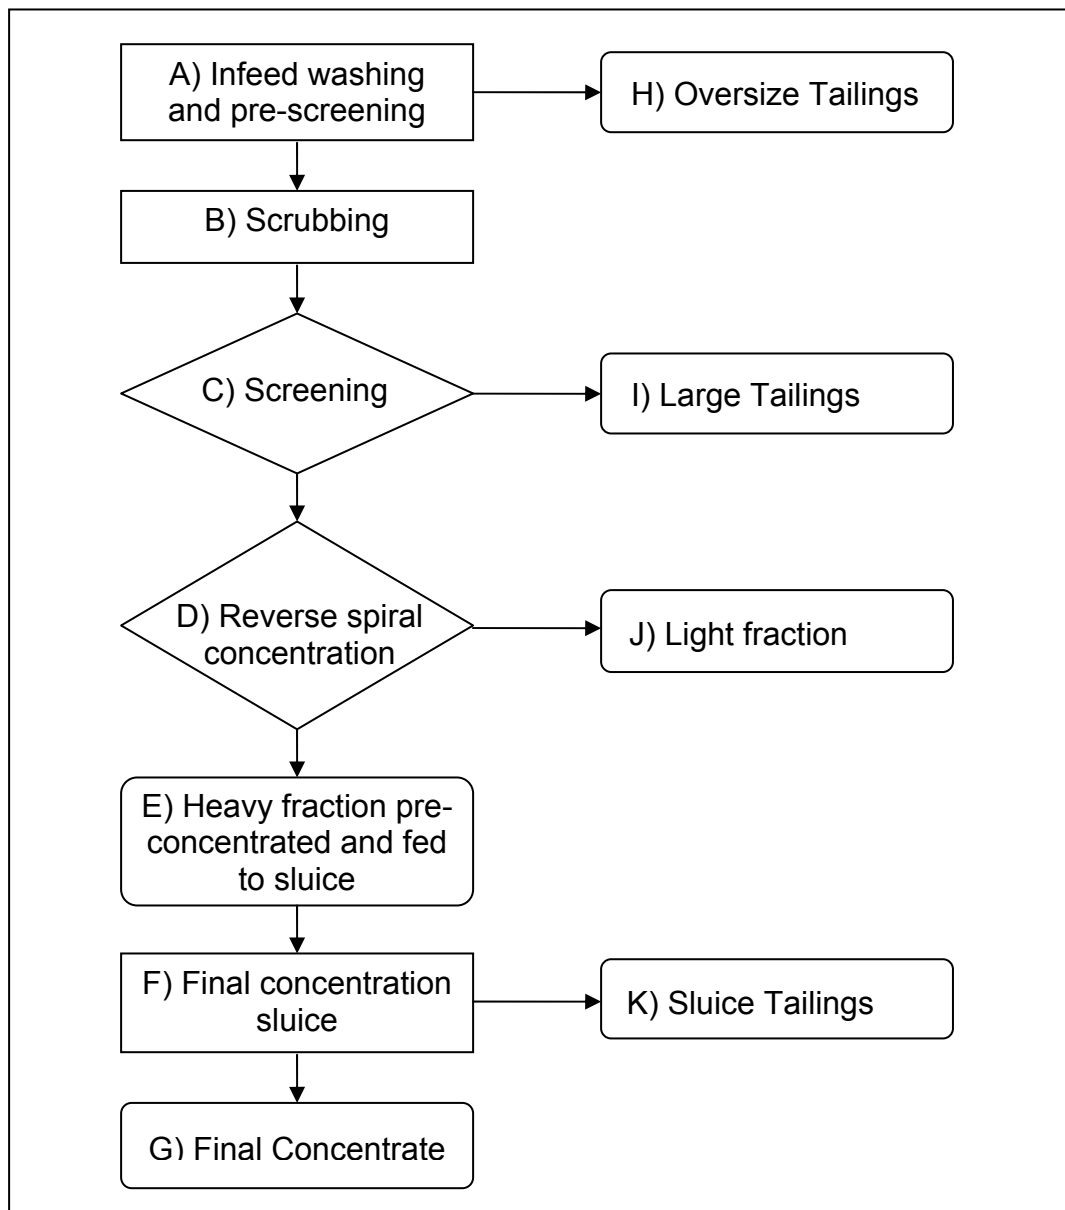 A) Infeed washing
and pre-screening
H) Oversize Tailings
B) Scrubbing
C) Screening
I) Large Tailings
D) Reverse spiral
concentration
J) Light fraction
E) Heavy fraction pre-
concentrated and fed
to sluice
F) Final concentration
sluice
K) Sluice Tailings
G) Final Concentrate